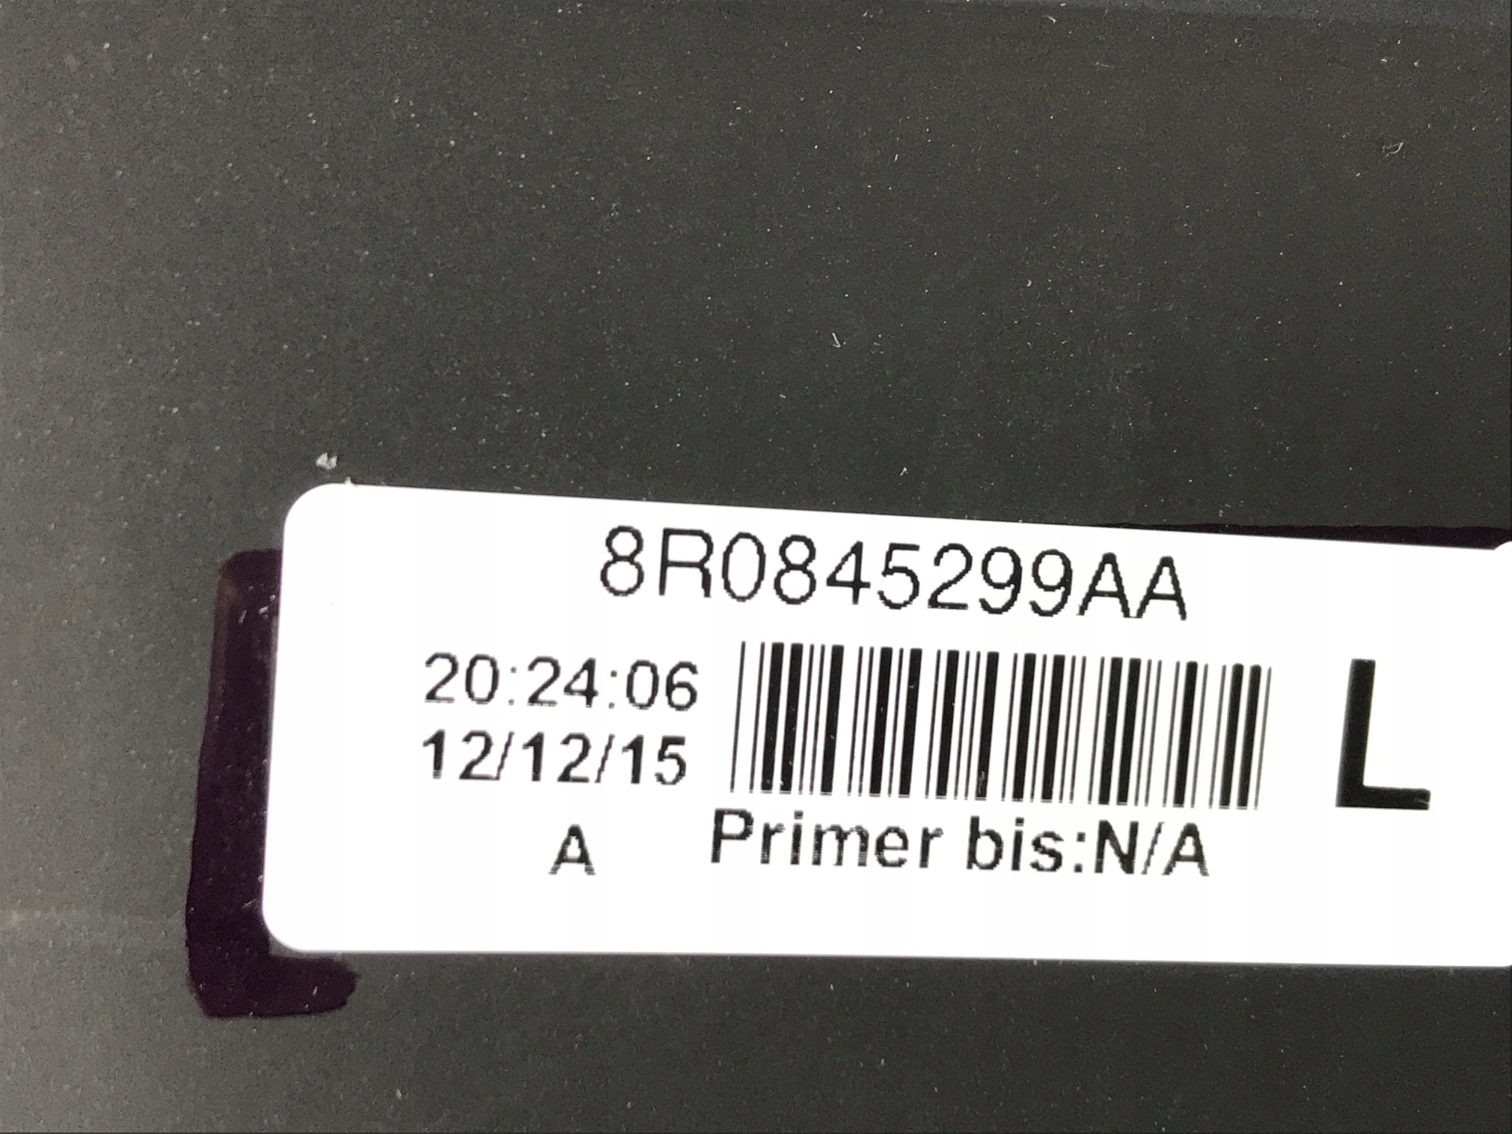 8R0845299AA
20:24:06
12/12/15
L
A
Primer bis:N/A